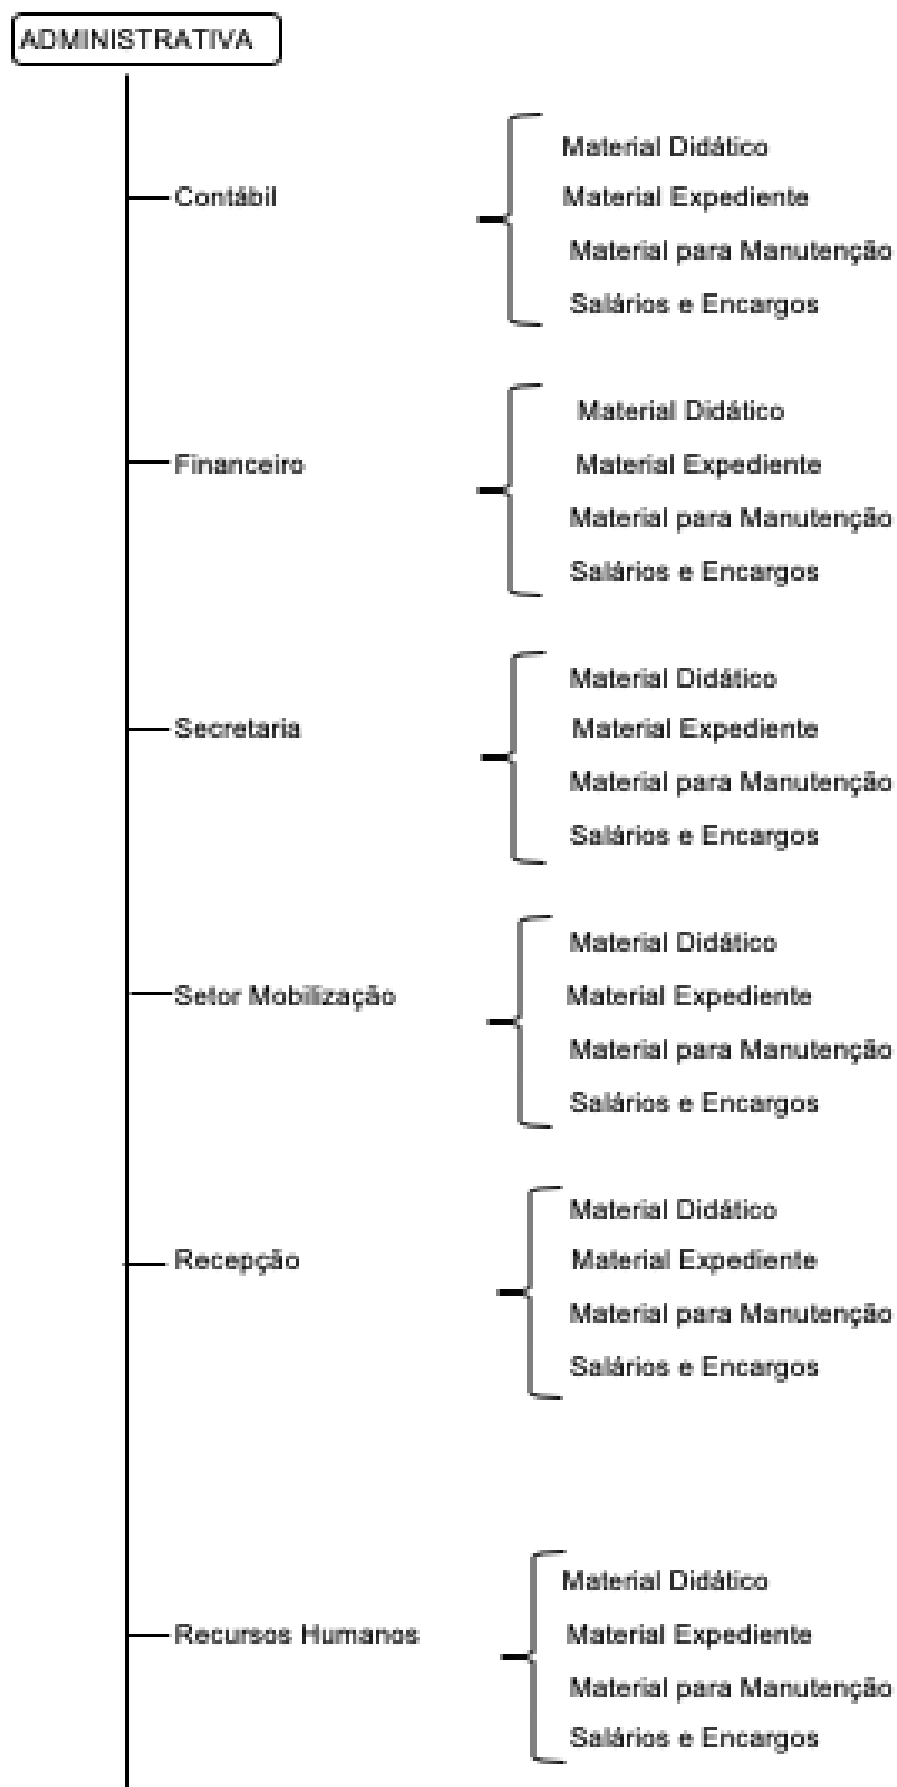 ADMINISTRATIVA
Contábil
Material Didático
Material Expediente
Material para Manutenção
Salários e Encargos
Financeiro
Material Didático
Material Expediente
Material para Manutenção
Salários e Encargos
Secretaria
Material Didático
Material Expediente
Material para Manutenção
Salários e Encargos
Setor Mobilização
Material Didático
Material Expediente
Material para Manutenção
Salários e Encargos
Recepção
Material Didático
Material Expediente
Material para Manutenção
Salários e Encargos
Recursos Humanos
Material Didático
Material Expediente
Material para Manutenção
Salários e Encargos